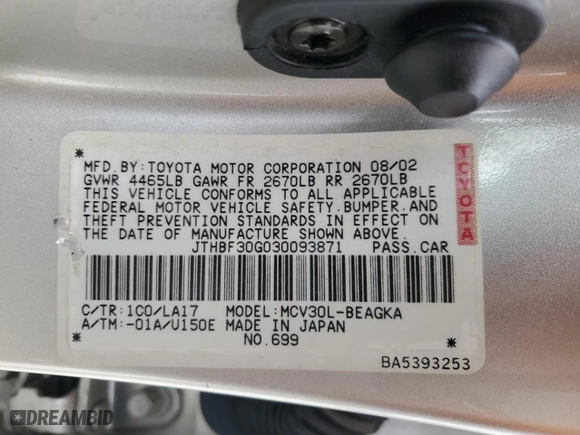 MFD. BY: TOYOTA MOTOR CORPORATION 08/02
GVWR 4465LB GAWR FR 2670LB RR 2670LB
THIS VEHICLE CONFORMS TO ALL APPLICABLE
FEDERAL MOTOR VEHICLE SAFETY, BUMPER, AND
THEFT PREVENTION STANDARDS IN EFFECT ON
THE DATE OF MANUFACTURE SHOWN ABOVE.
TOYOTA
JTHBF30G030093871 PASS. CAR
C/TR: 1C0/LA17 MODEL: MCV30L-BEAGKA
A/TM: -01A/U150E MADE IN JAPAN
NO. 699
BA5393253
DREAMBID